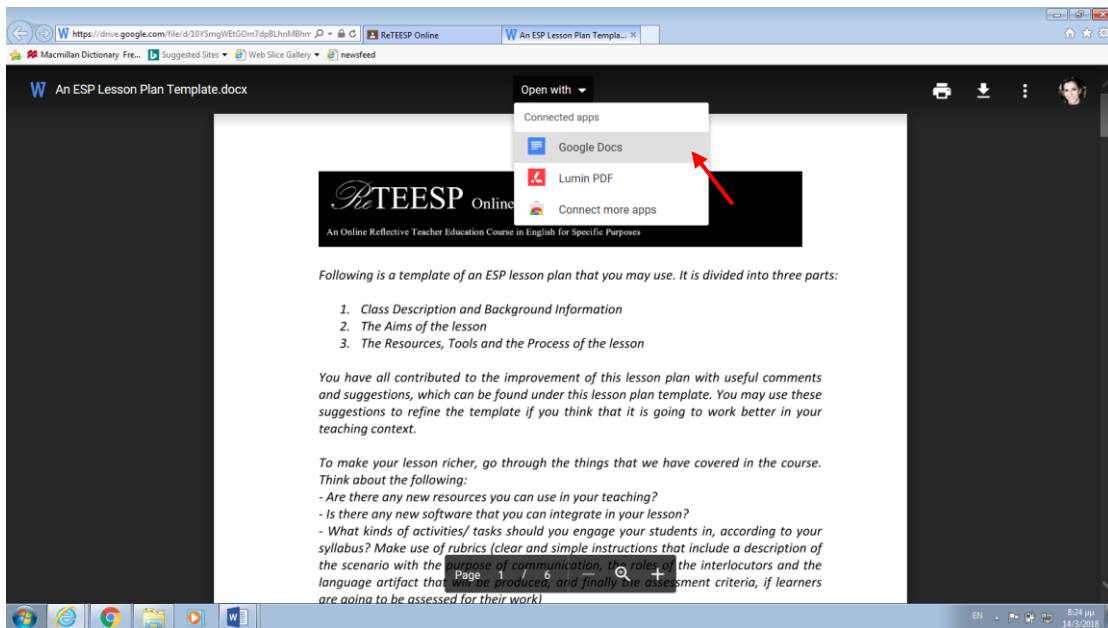 https://drive.google.com/file/d/10YSmgWEtGOm7dpBLhnM8hmr
ReTEESP Online
An ESP Lesson Plan Templa...
Macmillan Dictionary Fre...
Suggested Sites
Web Slice Gallery
newsfeed
An ESP Lesson Plan Template.docx
Open with
Connected apps
Google Docs
Lumin PDF
Connect more apps
ReTEESP Online
An Online Reflective Teacher Education Course in English for Specific Purposes
Following is a template of an ESP lesson plan that you may use. It is divided into three parts:
1. Class Description and Background Information
2. The Aims of the lesson
3. The Resources, Tools and the Process of the lesson
You have all contributed to the improvement of this lesson plan with useful comments
and suggestions, which can be found under this lesson plan template. You may use these
suggestions to refine the template if you think that it is going to work better in your
teaching context.
To make your lesson richer, go through the things that we have covered in the course.
Think about the following:
- Are there any new resources you can use in your teaching?
- Is there any new software that you can integrate in your lesson?
- What kinds of activities/ tasks should you engage your students in, according to your
syllabus? Make use of rubrics (clear and simple instructions that include a description of
the scenario with the purpose of communication, the roles of the interlocutors and the
language artifact that will be produced, and finally the assessment criteria, if learners
are going to be assessed for their work)
Page 1 / 6
EN
8:24 μμ
14/3/2018